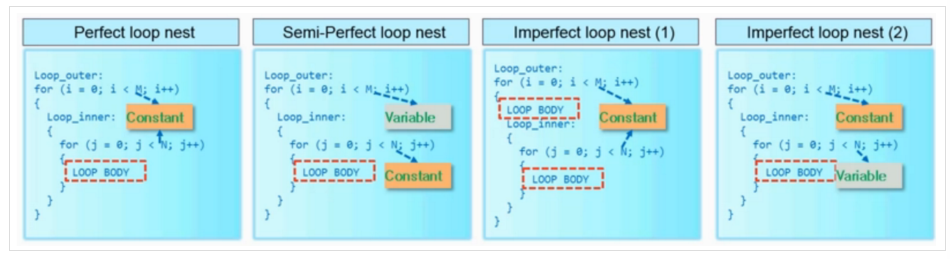 Perfect loop nest
Loop_outer:
for (i = 0; i < M; i++)
{
Loop_inner:
Constant
{
for (j = 0; j < N; j++)
{
LOOP BODY
}
}
}
Semi-Perfect loop nest
Loop_outer:
for (i = 0; i < M; i++)
{
Loop_inner:
Variable
{
for (j = 0; j < N; j++)
{
LOOP BODY
Constant
}
}
}
Imperfect loop nest (1)
Loop_outer:
for (i = 0; i < M; i++)
{
LOOP BODY
Constant
Loop_inner:
{
for (j = 0; j < N; j++)
{
LOOP BODY
}
}
}
Imperfect loop nest (2)
Loop_outer:
for (i = 0; i < M; i++)
{
Loop_inner:
Constant
{
for (j = 0; j < N; j++)
{
LOOP BODY
Variable
}
}
}